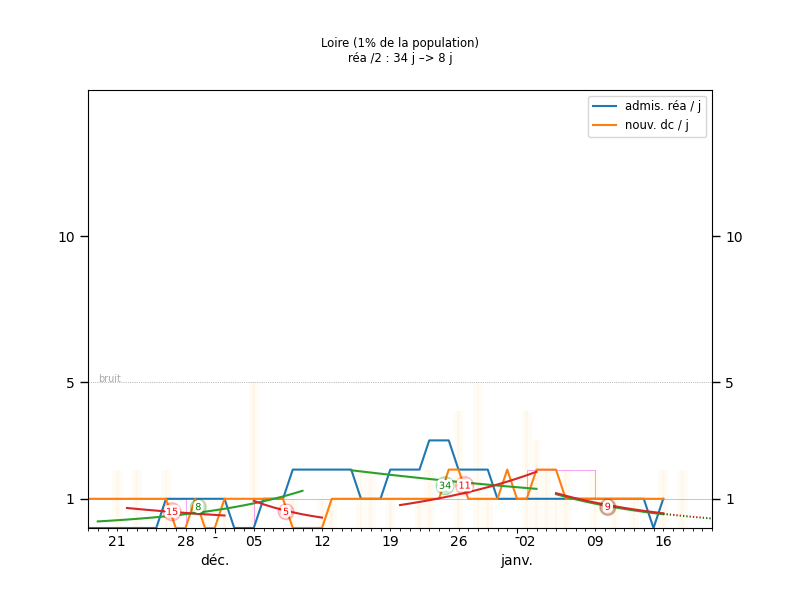 Loire (1% de la population)
réa /2 : 34 j –> 8 j
admis. réa / j
nouv. dc / j
10 10
bruit
5 5
34 11
15 8 5 9
1 1
21 28 - 05 12 19 26 - 02 09 16
déc. janv.